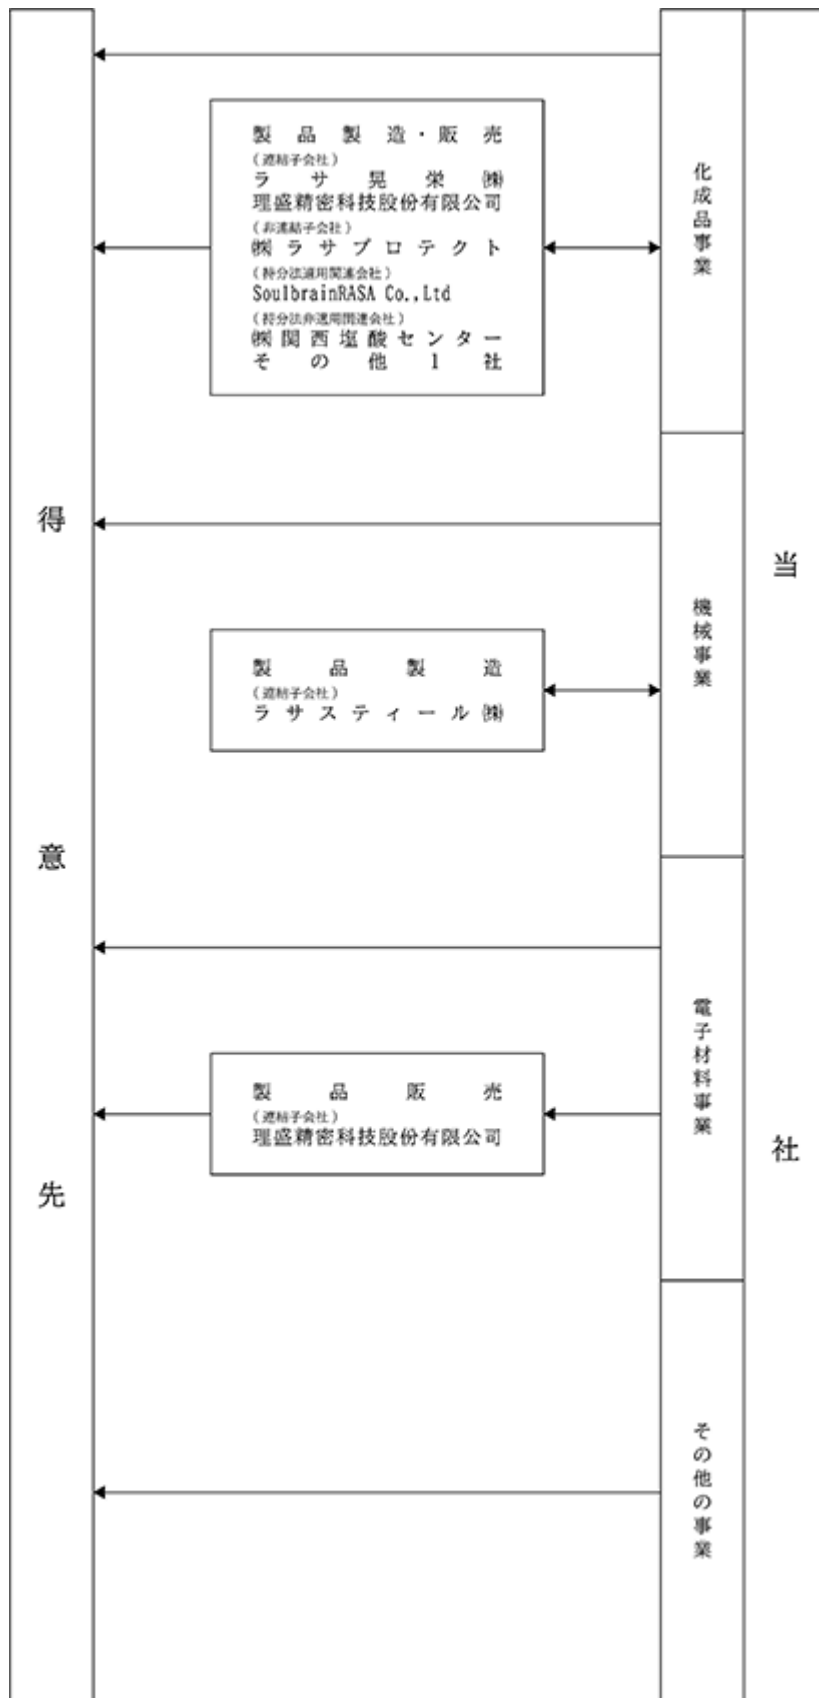 得意先
製品製造・販売
(連結子会社)
ラサ晃栄㈱
理盛精密科技股份有限公司
(非連結子会社)
㈱ラサプロテクト
(持分法適用関連会社)
SoulbrainRASA Co.,Ltd
(持分法非適用関連会社)
㈱関西塩酸センター
その他1社
化成品事業
製品製造
(連結子会社)
ラサスティール㈱
機械事業
製品販売
(連結子会社)
理盛精密科技股份有限公司
電子材料事業
その他の事業
当社